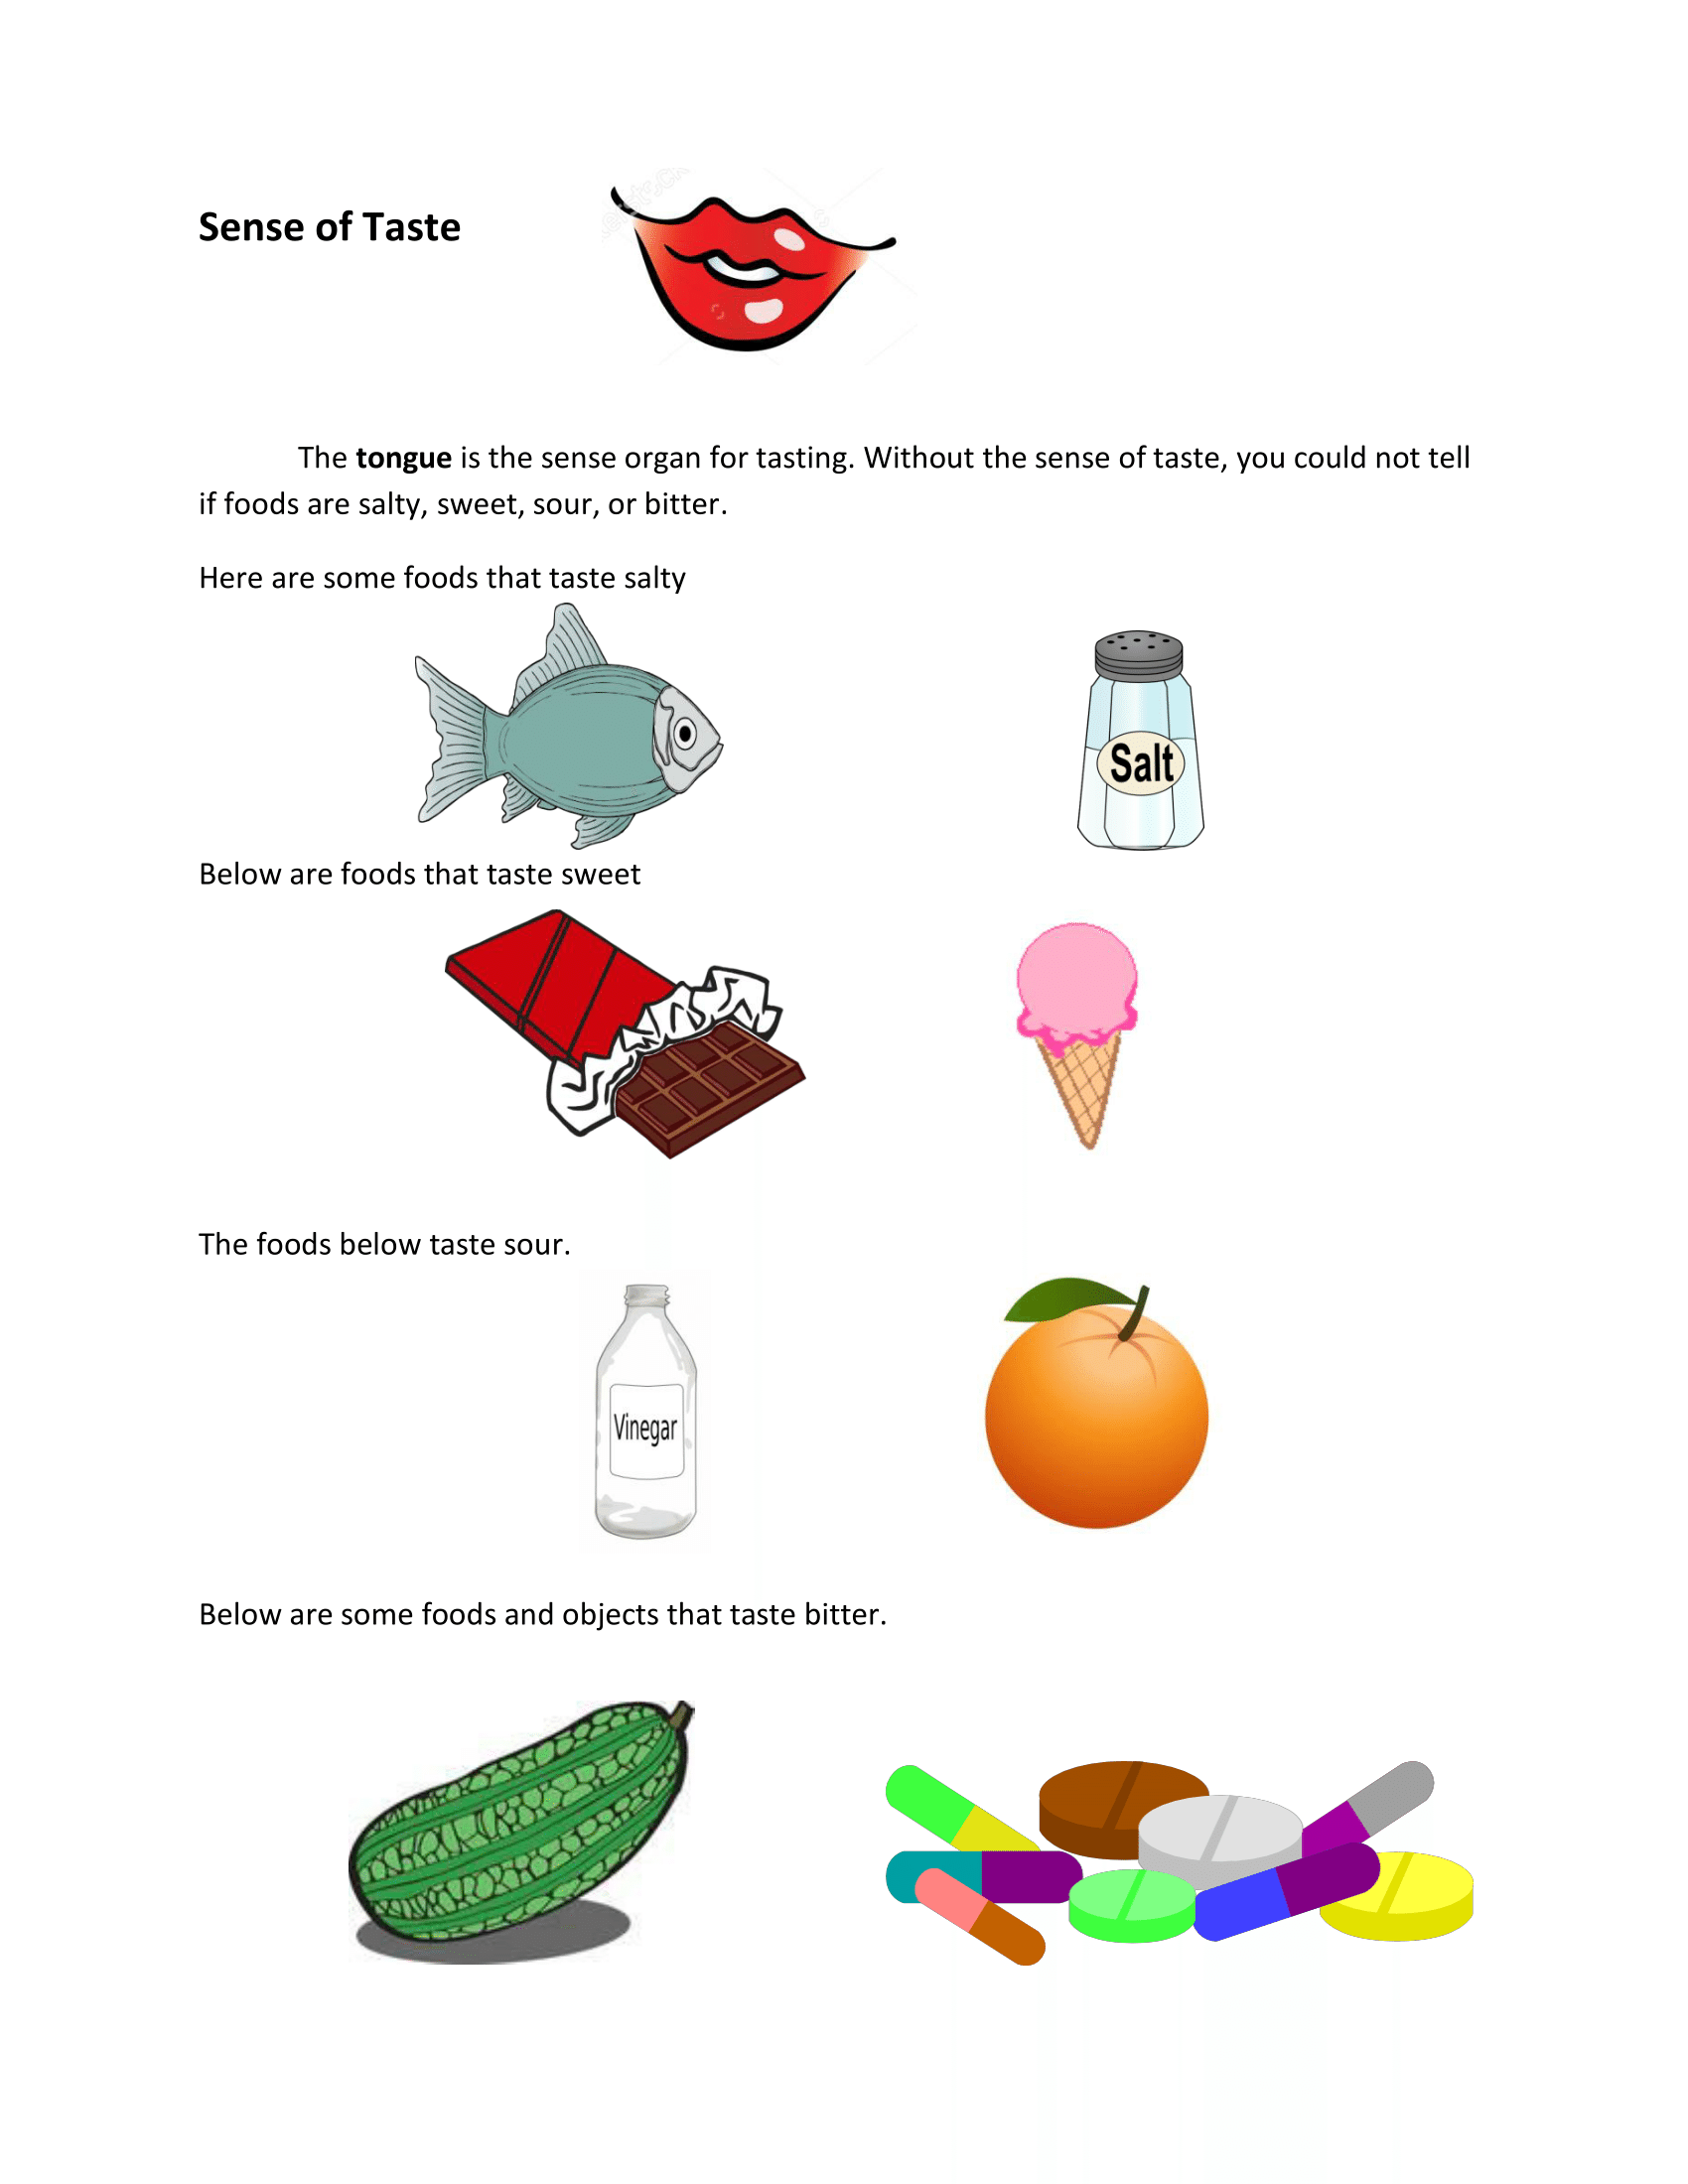 Sense of Taste
The tongue is the sense organ for tasting. Without the sense of taste, you could not tell
if foods are salty, sweet, sour, or bitter.
Here are some foods that taste salty
Salt
Below are foods that taste sweet
The foods below taste sour.
Vinegar
Below are some foods and objects that taste bitter.